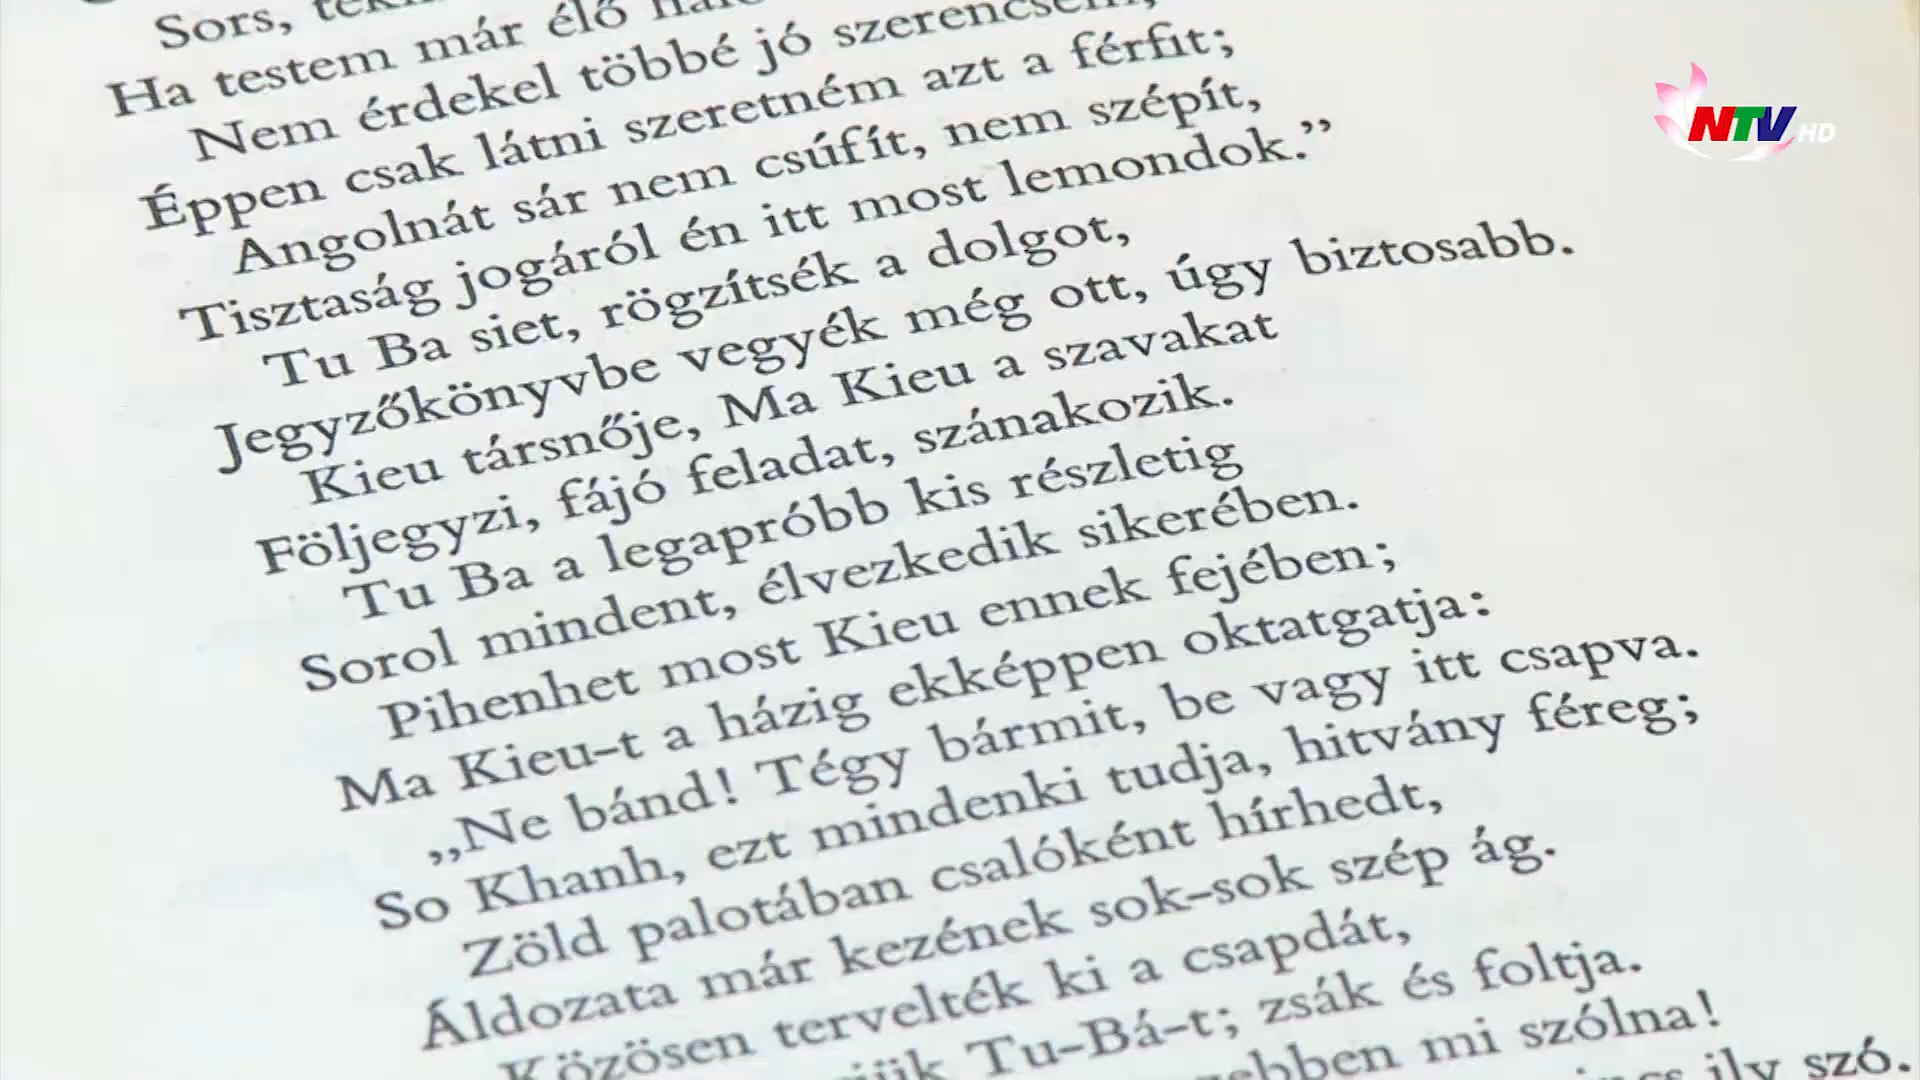 Sors,
Ha testem már élő
Nem érdekel többé jó szerencsém,
Éppen csak látni szeretném azt a férfit;
Angolnát sár nem csúfít, nem szépít,
Tisztaság jogáról én itt most lemondok.”
Tu Ba siet, rögzítsék a dolgot,
Jegyzőkönyvbe vegyék még ott, úgy biztosabb.
Kieu társnője, Ma Kieu a szavakat
Följegyzi, fájó feladat, szánakozik.
Tu Ba a legapróbb kis részletig
Sorol mindent, élvezkedik sikerében.
Pihenhet most Kieu ennek fejében;
Ma Kieu-t a házig ekképpen oktatgatja:
„Ne bánd! Tégy bármit, be vagy itt csapva.
So Khanh, ezt mindenki tudja, hitvány féreg;
Zöld palotában csalóként hírhedt,
Áldozata már kezének sok-sok szép ág.
Közösen tervelték ki a csapdát,
Tu-Bá-t; zsák és foltja.
mi szólna!
ily szó.
NTV HD